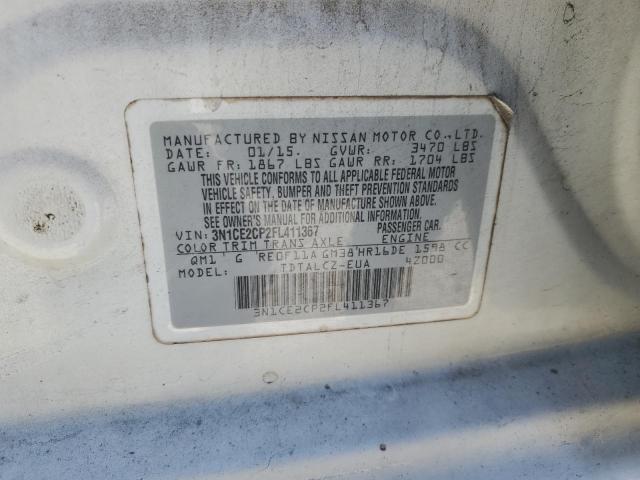 MANUFACTURED BY NISSAN MOTOR CO.,LTD.
DATE: 01/15. GVWR: 3470 LBS
GAWR FR: 1867 LBS GAWR RR: 1704 LBS
THIS VEHICLE CONFORMS TO ALL APPLICABLE FEDERAL MOTOR
VEHICLE SAFETY, BUMPER AND THEFT PREVENTION STANDARDS
IN EFFECT ON THE DATE OF MANUFACTURE SHOWN ABOVE.
SEE OWNER'S MANUAL FOR ADDITIONAL INFORMATION
VIN: 3N1CE2CP2FL411367 PASSENGER CAR.
COLOR TRIM TRANS AXLE ENGINE
QM1 G RE0F11A GM38 HR16DE 1598 CC
MODEL: TDTALCZ-EUA 42000
3N1CE2CP2FL411367